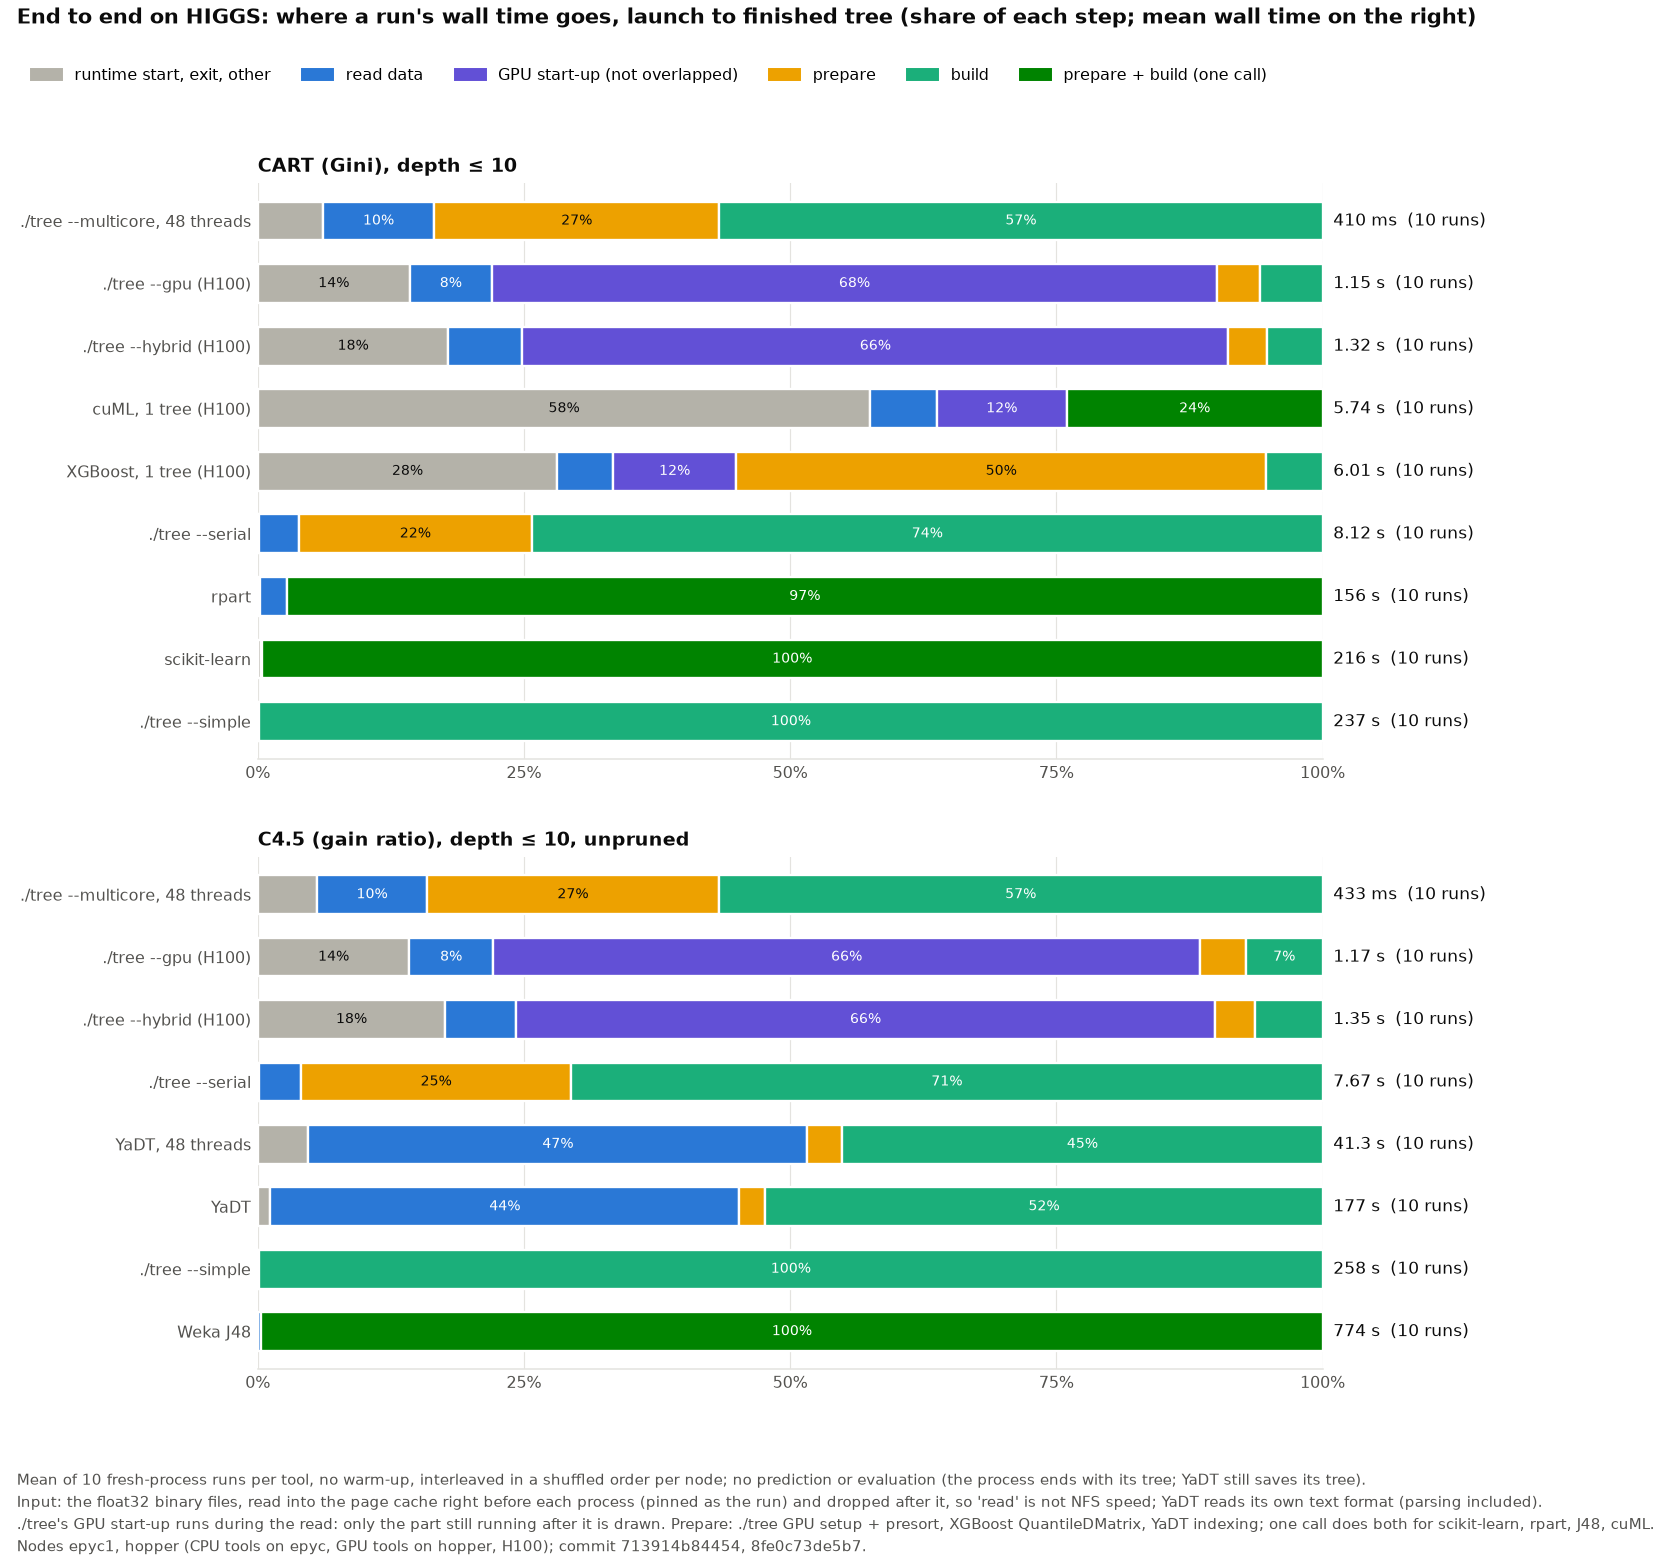 End to end on HIGGS: where a run's wall time goes, launch to finished tree (share of each step; mean wall time on the right)
runtime start, exit, other read data GPU start-up (not overlapped) prepare build prepare + build (one call)
CART (Gini), depth ≤ 10
./tree --multicore, 48 threads 10% 27% 57% 410 ms (10 runs)
./tree --gpu (H100) 14% 8% 68% 1.15 s (10 runs)
./tree --hybrid (H100) 18% 66% 1.32 s (10 runs)
cuML, 1 tree (H100) 58% 12% 24% 5.74 s (10 runs)
XGBoost, 1 tree (H100) 28% 12% 50% 6.01 s (10 runs)
./tree --serial 22% 74% 8.12 s (10 runs)
rpart 97% 156 s (10 runs)
scikit-learn 100% 216 s (10 runs)
./tree --simple 100% 237 s (10 runs)
0% 25% 50% 75% 100%
C4.5 (gain ratio), depth ≤ 10, unpruned
./tree --multicore, 48 threads 10% 27% 57% 433 ms (10 runs)
./tree --gpu (H100) 14% 8% 66% 7% 1.17 s (10 runs)
./tree --hybrid (H100) 18% 66% 1.35 s (10 runs)
./tree --serial 25% 71% 7.67 s (10 runs)
YaDT, 48 threads 47% 45% 41.3 s (10 runs)
YaDT 44% 52% 177 s (10 runs)
./tree --simple 100% 258 s (10 runs)
Weka J48 100% 774 s (10 runs)
0% 25% 50% 75% 100%
Mean of 10 fresh-process runs per tool, no warm-up, interleaved in a shuffled order per node; no prediction or evaluation (the process ends with its tree; YaDT still saves its tree).
Input: the float32 binary files, read into the page cache right before each process (pinned as the run) and dropped after it, so 'read' is not NFS speed; YaDT reads its own text format (parsing included).
./tree's GPU start-up runs during the read: only the part still running after it is drawn. Prepare: ./tree GPU setup + presort, XGBoost QuantileDMatrix, YaDT indexing; one call does both for scikit-learn, rpart, J48, cuML.
Nodes epyc1, hopper (CPU tools on epyc, GPU tools on hopper, H100); commit 713914b84454, 8fe0c73de5b7.